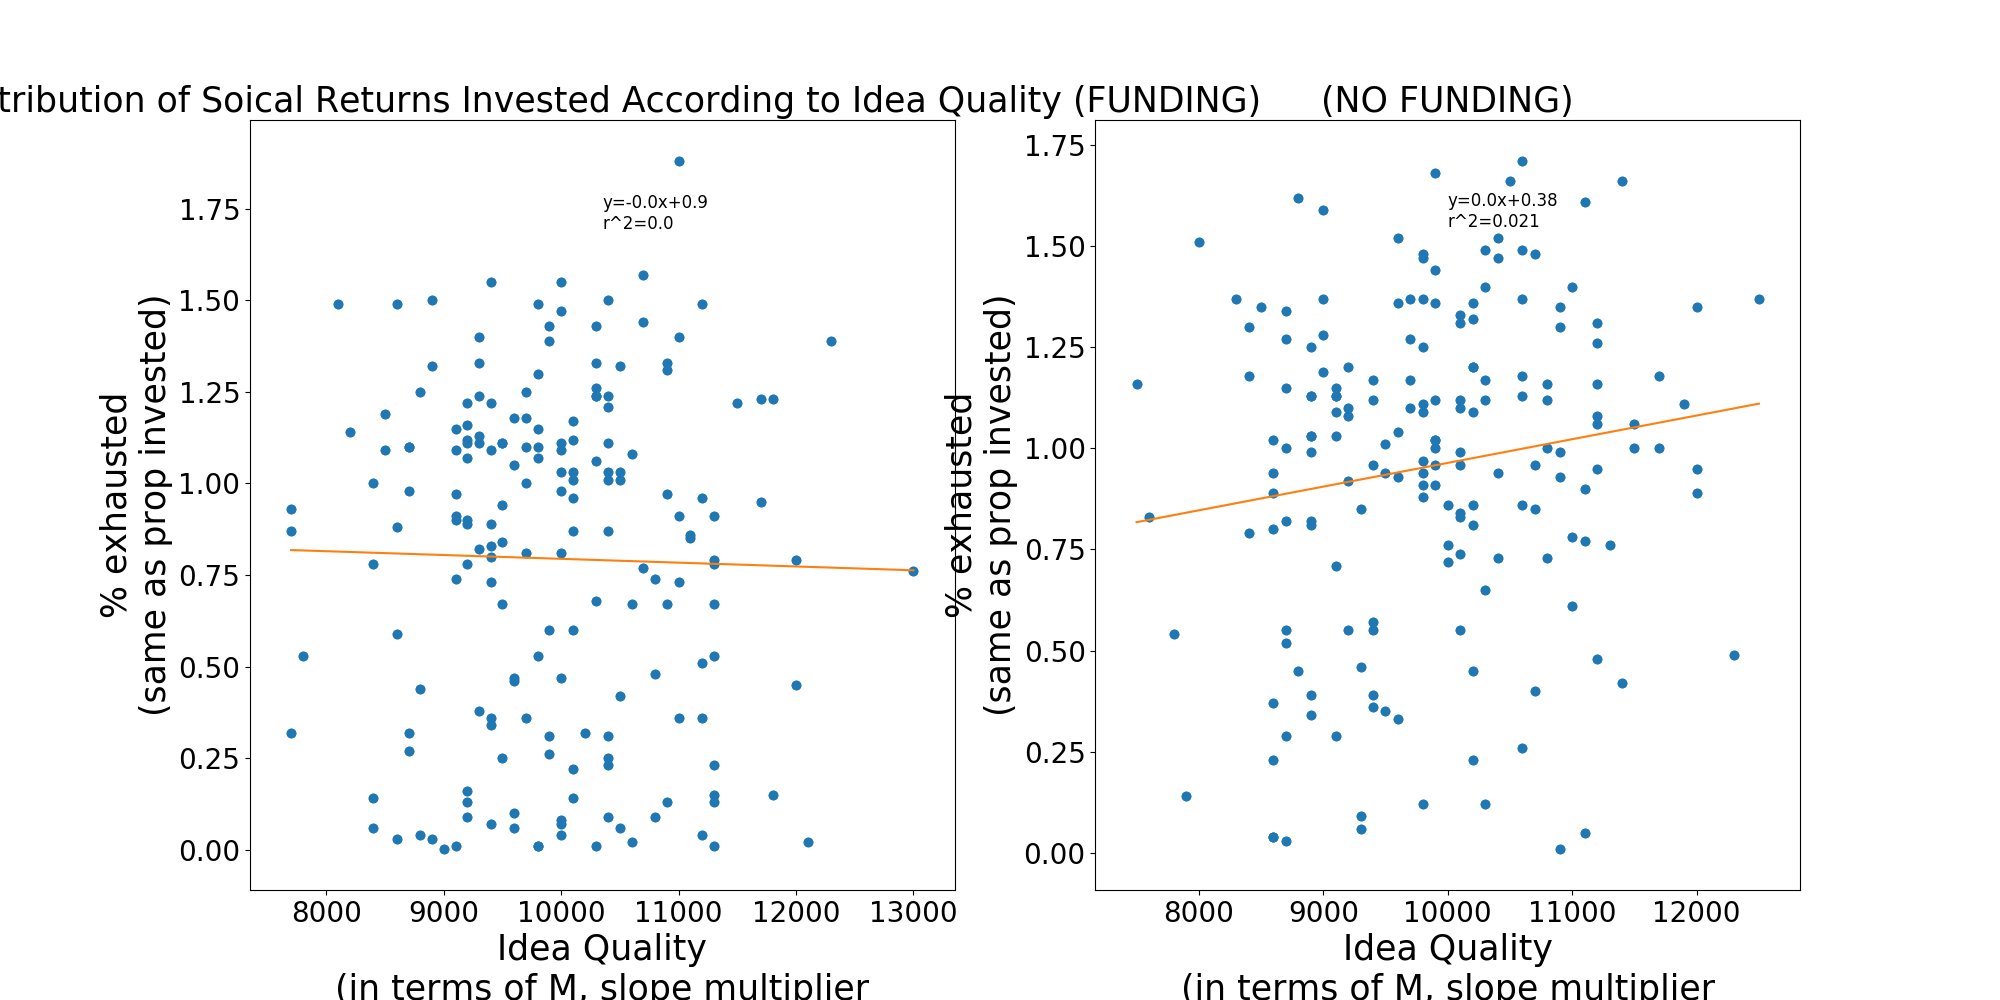 tribution of Soical Returns Invested According to Idea Quality (FUNDING)
(NO FUNDING)
y=-0.0x+0.9
r^2=0.0
1.75
1.50
1.25
1.00
0.75
0.50
0.25
0.00
% exhausted
(same as prop invested)
8000 9000 10000 11000 12000 13000
Idea Quality
(in terms of M, slope multiplier
y=0.0x+0.38
r^2=0.021
1.75
1.50
1.25
1.00
0.75
0.50
0.25
0.00
% exhausted
(same as prop invested)
8000 9000 10000 11000 12000
Idea Quality
(in terms of M, slope multiplier